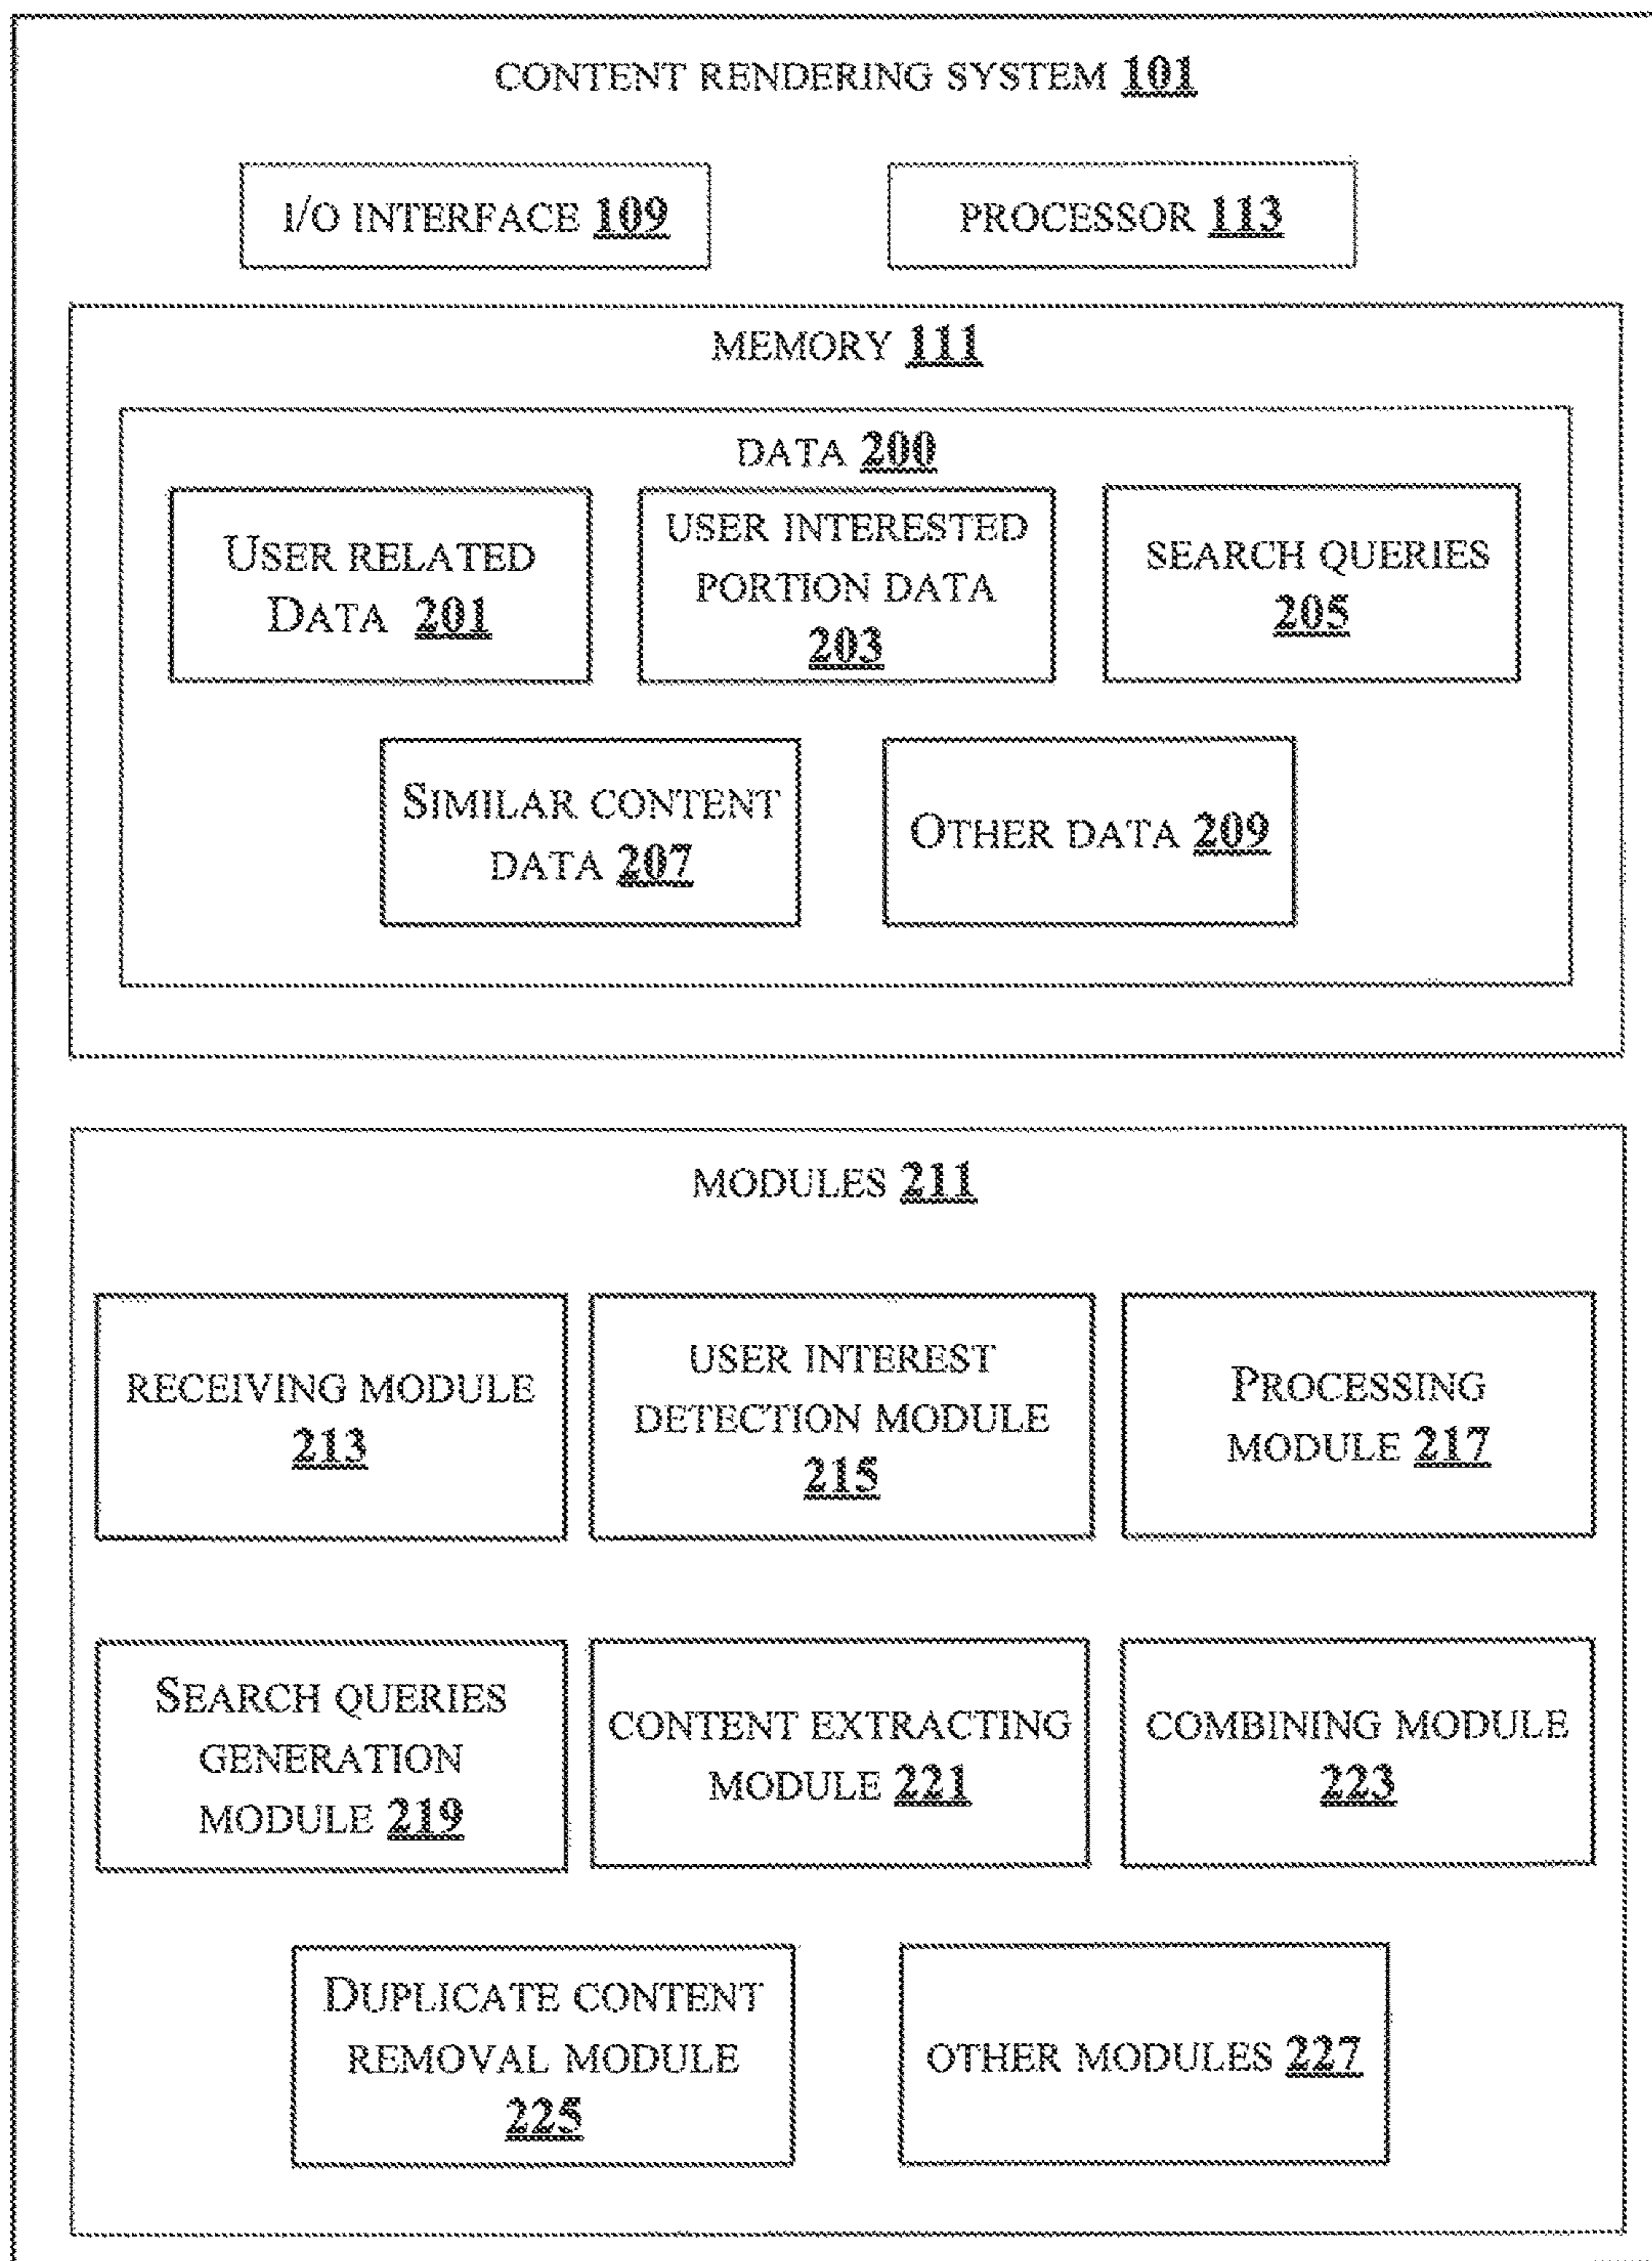 CONTENT RENDERING SYSTEM 101
I/O INTERFACE 109
PROCESSOR 113
MEMORY 111
DATA 200
USER RELATED
DATA 201
USER INTERESTED
PORTION DATA
203
SEARCH QUERIES
205
SIMILAR CONTENT
DATA 207
OTHER DATA 209
MODULES 211
RECEIVING MODULE
213
USER INTEREST
DETECTION MODULE
215
PROCESSING
MODULE 217
SEARCH QUERIES
GENERATION
MODULE 219
CONTENT EXTRACTING
MODULE 221
COMBINING MODULE
223
DUPLICATE CONTENT
REMOVAL MODULE
225
OTHER MODULES 227